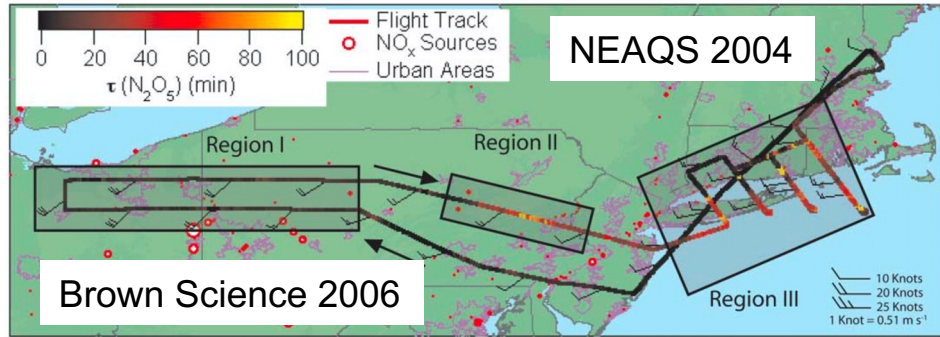 0 20 40 60 80 100
τ (N₂O₅) (min)
Flight Track
NOₓ Sources
Urban Areas
NEAQS 2004
Region I
Region II
Region III
Brown Science 2006
10 Knots
20 Knots
25 Knots
1 Knot = 0.51 m s⁻¹